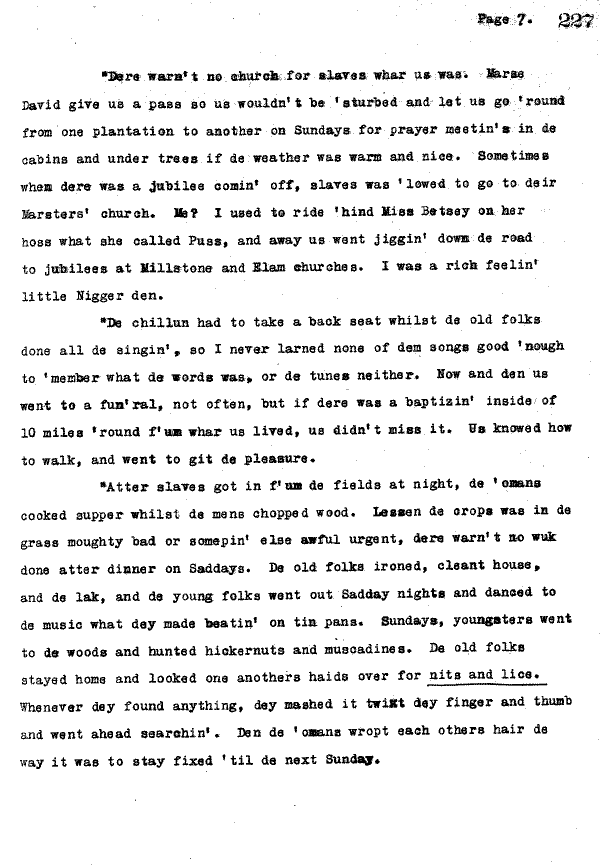 Page 7. 227
"Dere warn't no church for slaves whar us was. Marse
David give us a pass so us wouldn't be 'sturbed and let us go 'round
from one plantation to another on Sundays for prayer meetin's in de
cabins and under trees if de weather was warm and nice. Sometimes
when dere was a jubilee comin' off, slaves was 'lowed to go to deir
Marsters' church. Me? I used to ride 'hind Miss Betsey on her
hoss what she called Puss, and away us went jiggin' down de road
to jubilees at Millstone and Elam churches. I was a rich feelin'
little Nigger den.
"De chillun had to take a back seat whilst de old folks
done all de singin', so I never larned none of dem songs good 'nough
to 'member what de words was, or de tunes neither. Now and den us
went to a fun'ral, not often, but if dere was a baptizin' inside of
10 miles 'round f'um whar us lived, us didn't miss it. Us knowed how
to walk, and went to git de pleasure.
"Atter slaves got in f'um de fields at night, de 'omans
cooked supper whilst de mens chopped wood. Lessen de crops was in de
grass moughty bad or somepin' else awful urgent, dere warn't no wuk
done atter dinner on Saddays. De old folks ironed, cleant house,
and de lak, and de young folks went out Sadday nights and danced to
de music what dey made beatin' on tin pans. Sundays, youngsters went
to de woods and hunted hickernuts and muscadines. De old folks
stayed home and looked one anothers haids over for nits and lice.
Whenever dey found anything, dey mashed it twixt dey finger and thumb
and went ahead searchin'. Den de 'omans wropt each others hair de
way it was to stay fixed 'til de next Sunday.